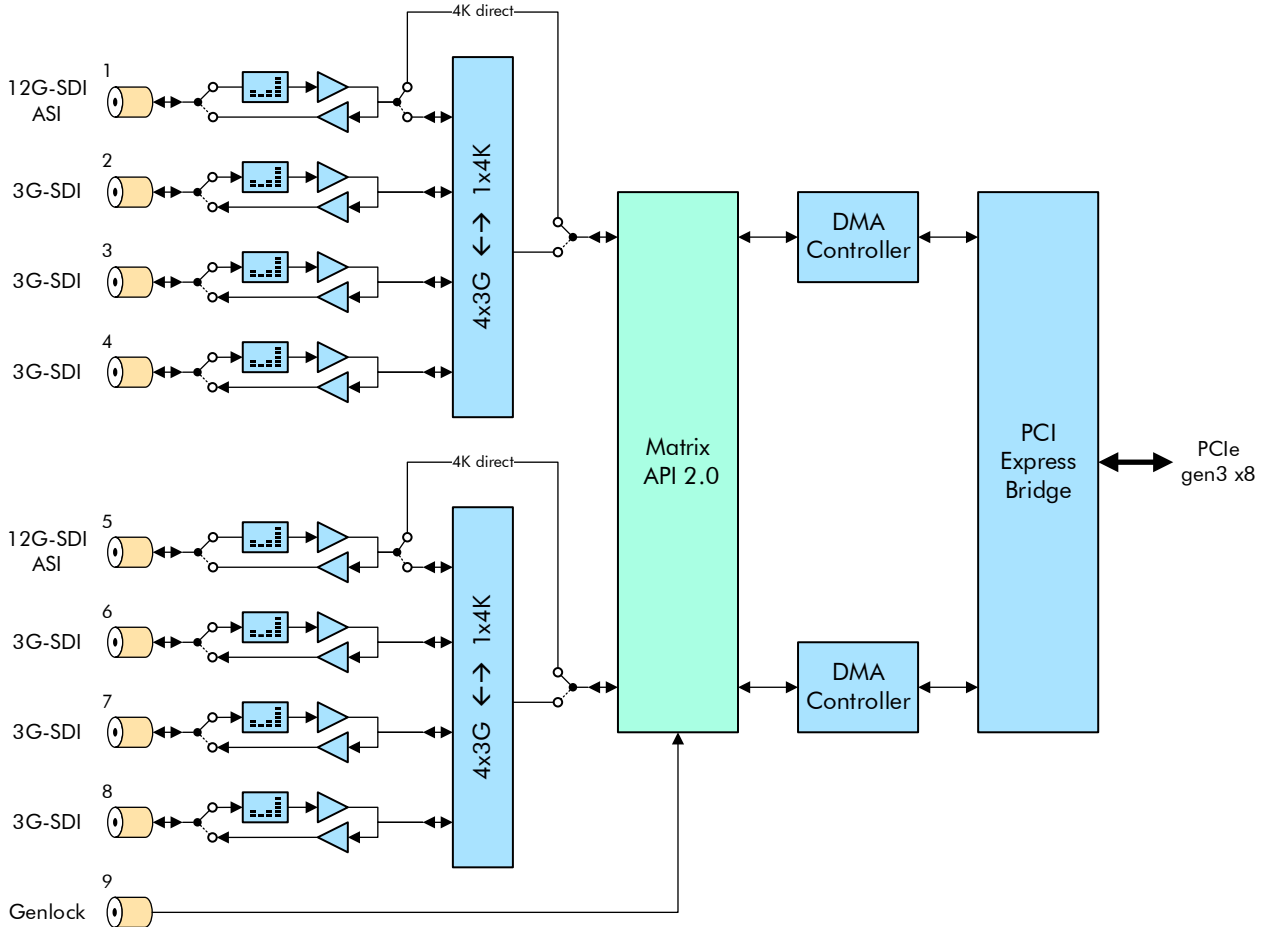 4K direct
1
12G-SDI
ASI
2
3G-SDI
3
3G-SDI
4
3G-SDI
4x3G ←→ 1x4K
DMA
Controller
Matrix
API 2.0
PCI
Express
Bridge
PCIe
gen3 x8
4K direct
5
12G-SDI
ASI
6
3G-SDI
7
3G-SDI
8
3G-SDI
4x3G ←→ 1x4K
DMA
Controller
9
Genlock